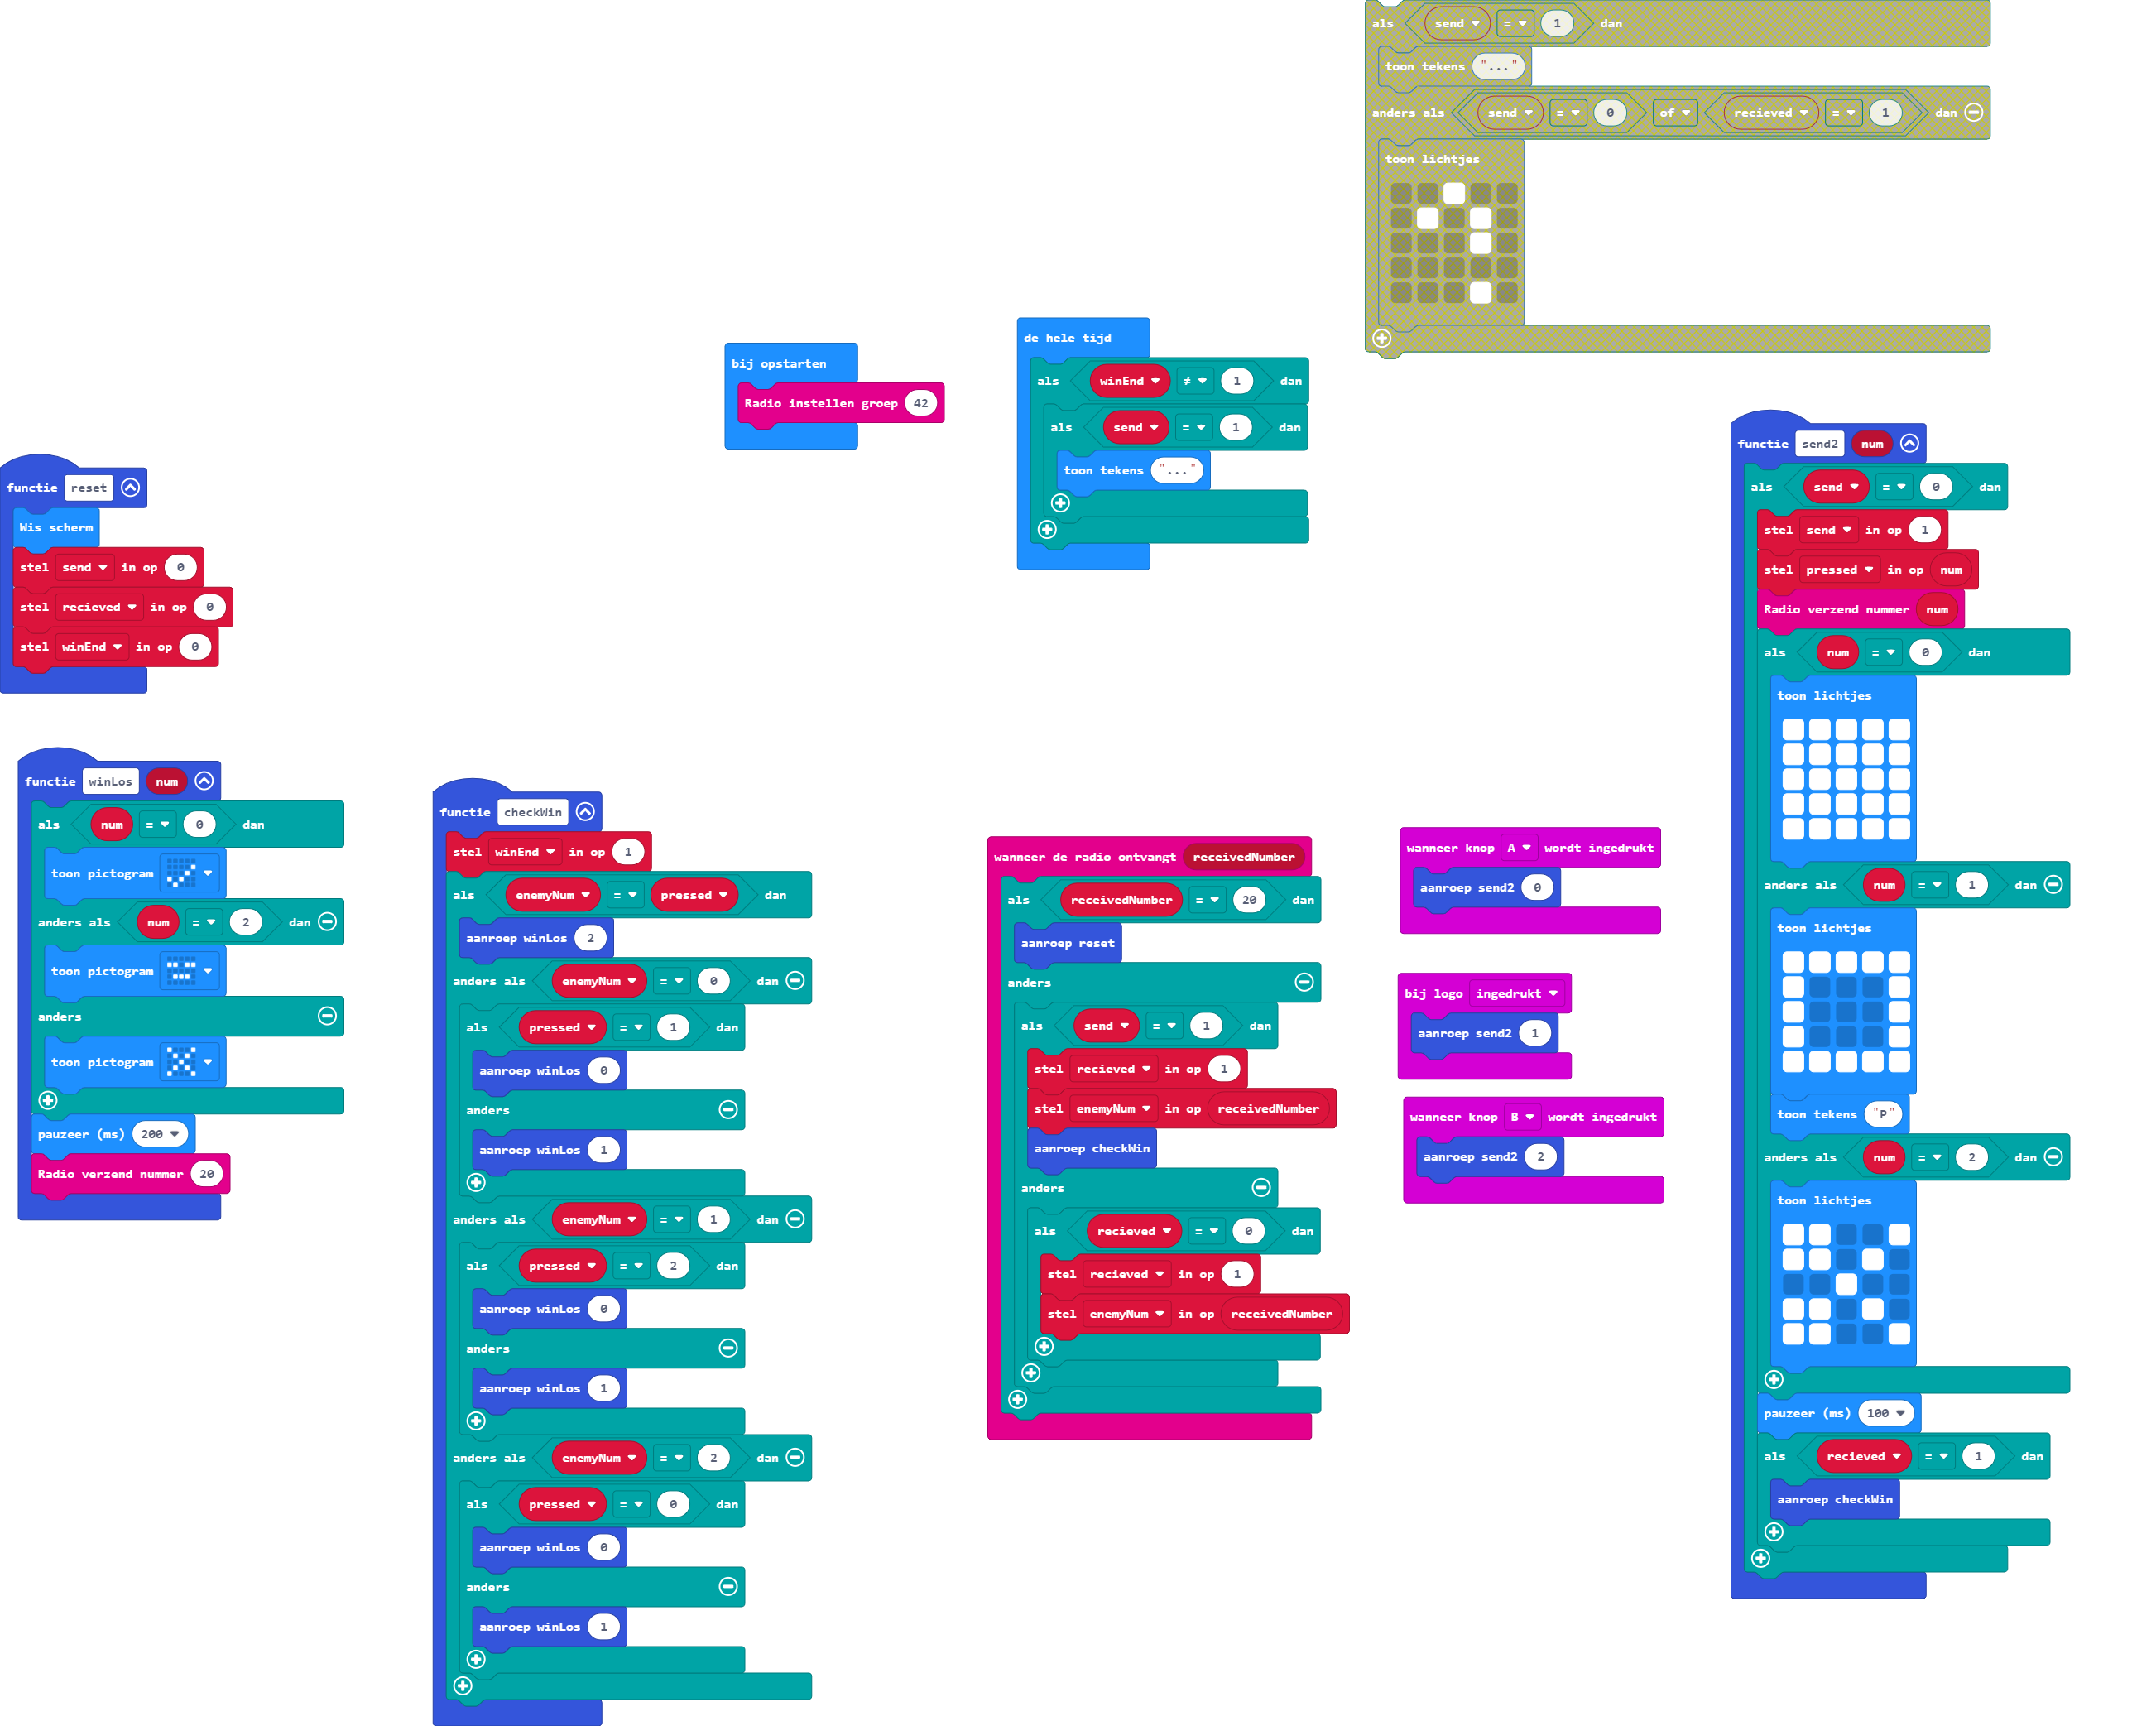 als send = 1 dan
toon tekens "..."
anders als send = 0 of recieved = 1 dan
toon lichtjes
bij opstarten
Radio instellen groep 42
de hele tijd
als winEnd ≠ 1 dan
als send = 1 dan
toon tekens "..."
functie reset
Wis scherm
stel send in op 0
stel recieved in op 0
stel winEnd in op 0
functie winLos num
als num = 0 dan
toon pictogram
anders als num = 2 dan
toon pictogram
anders
toon pictogram
pauzeer (ms) 200
Radio verzend nummer 20
functie checkWin
stel winEnd in op 1
als enemyNum = pressed dan
aanroep winLos 2
anders als enemyNum = 0 dan
als pressed = 1 dan
aanroep winLos 0
anders
aanroep winLos 1
anders als enemyNum = 1 dan
als pressed = 2 dan
aanroep winLos 0
anders
aanroep winLos 1
anders als enemyNum = 2 dan
als pressed = 0 dan
aanroep winLos 0
anders
aanroep winLos 1
wanneer de radio ontvangt receivedNumber
als receivedNumber = 20 dan
aanroep reset
anders
als send = 1 dan
stel recieved in op 1
stel enemyNum in op receivedNumber
aanroep checkWin
anders
als recieved = 0 dan
stel recieved in op 1
stel enemyNum in op receivedNumber
wanneer knop A wordt ingedrukt
aanroep send2 0
bij logo ingedrukt
aanroep send2 1
wanneer knop B wordt ingedrukt
aanroep send2 2
functie send2 num
als send = 0 dan
stel send in op 1
stel pressed in op num
Radio verzend nummer num
als num = 0 dan
toon lichtjes
anders als num = 1 dan
toon lichtjes
toon tekens "P"
anders als num = 2 dan
toon lichtjes
pauzeer (ms) 100
als recieved = 1 dan
aanroep checkWin